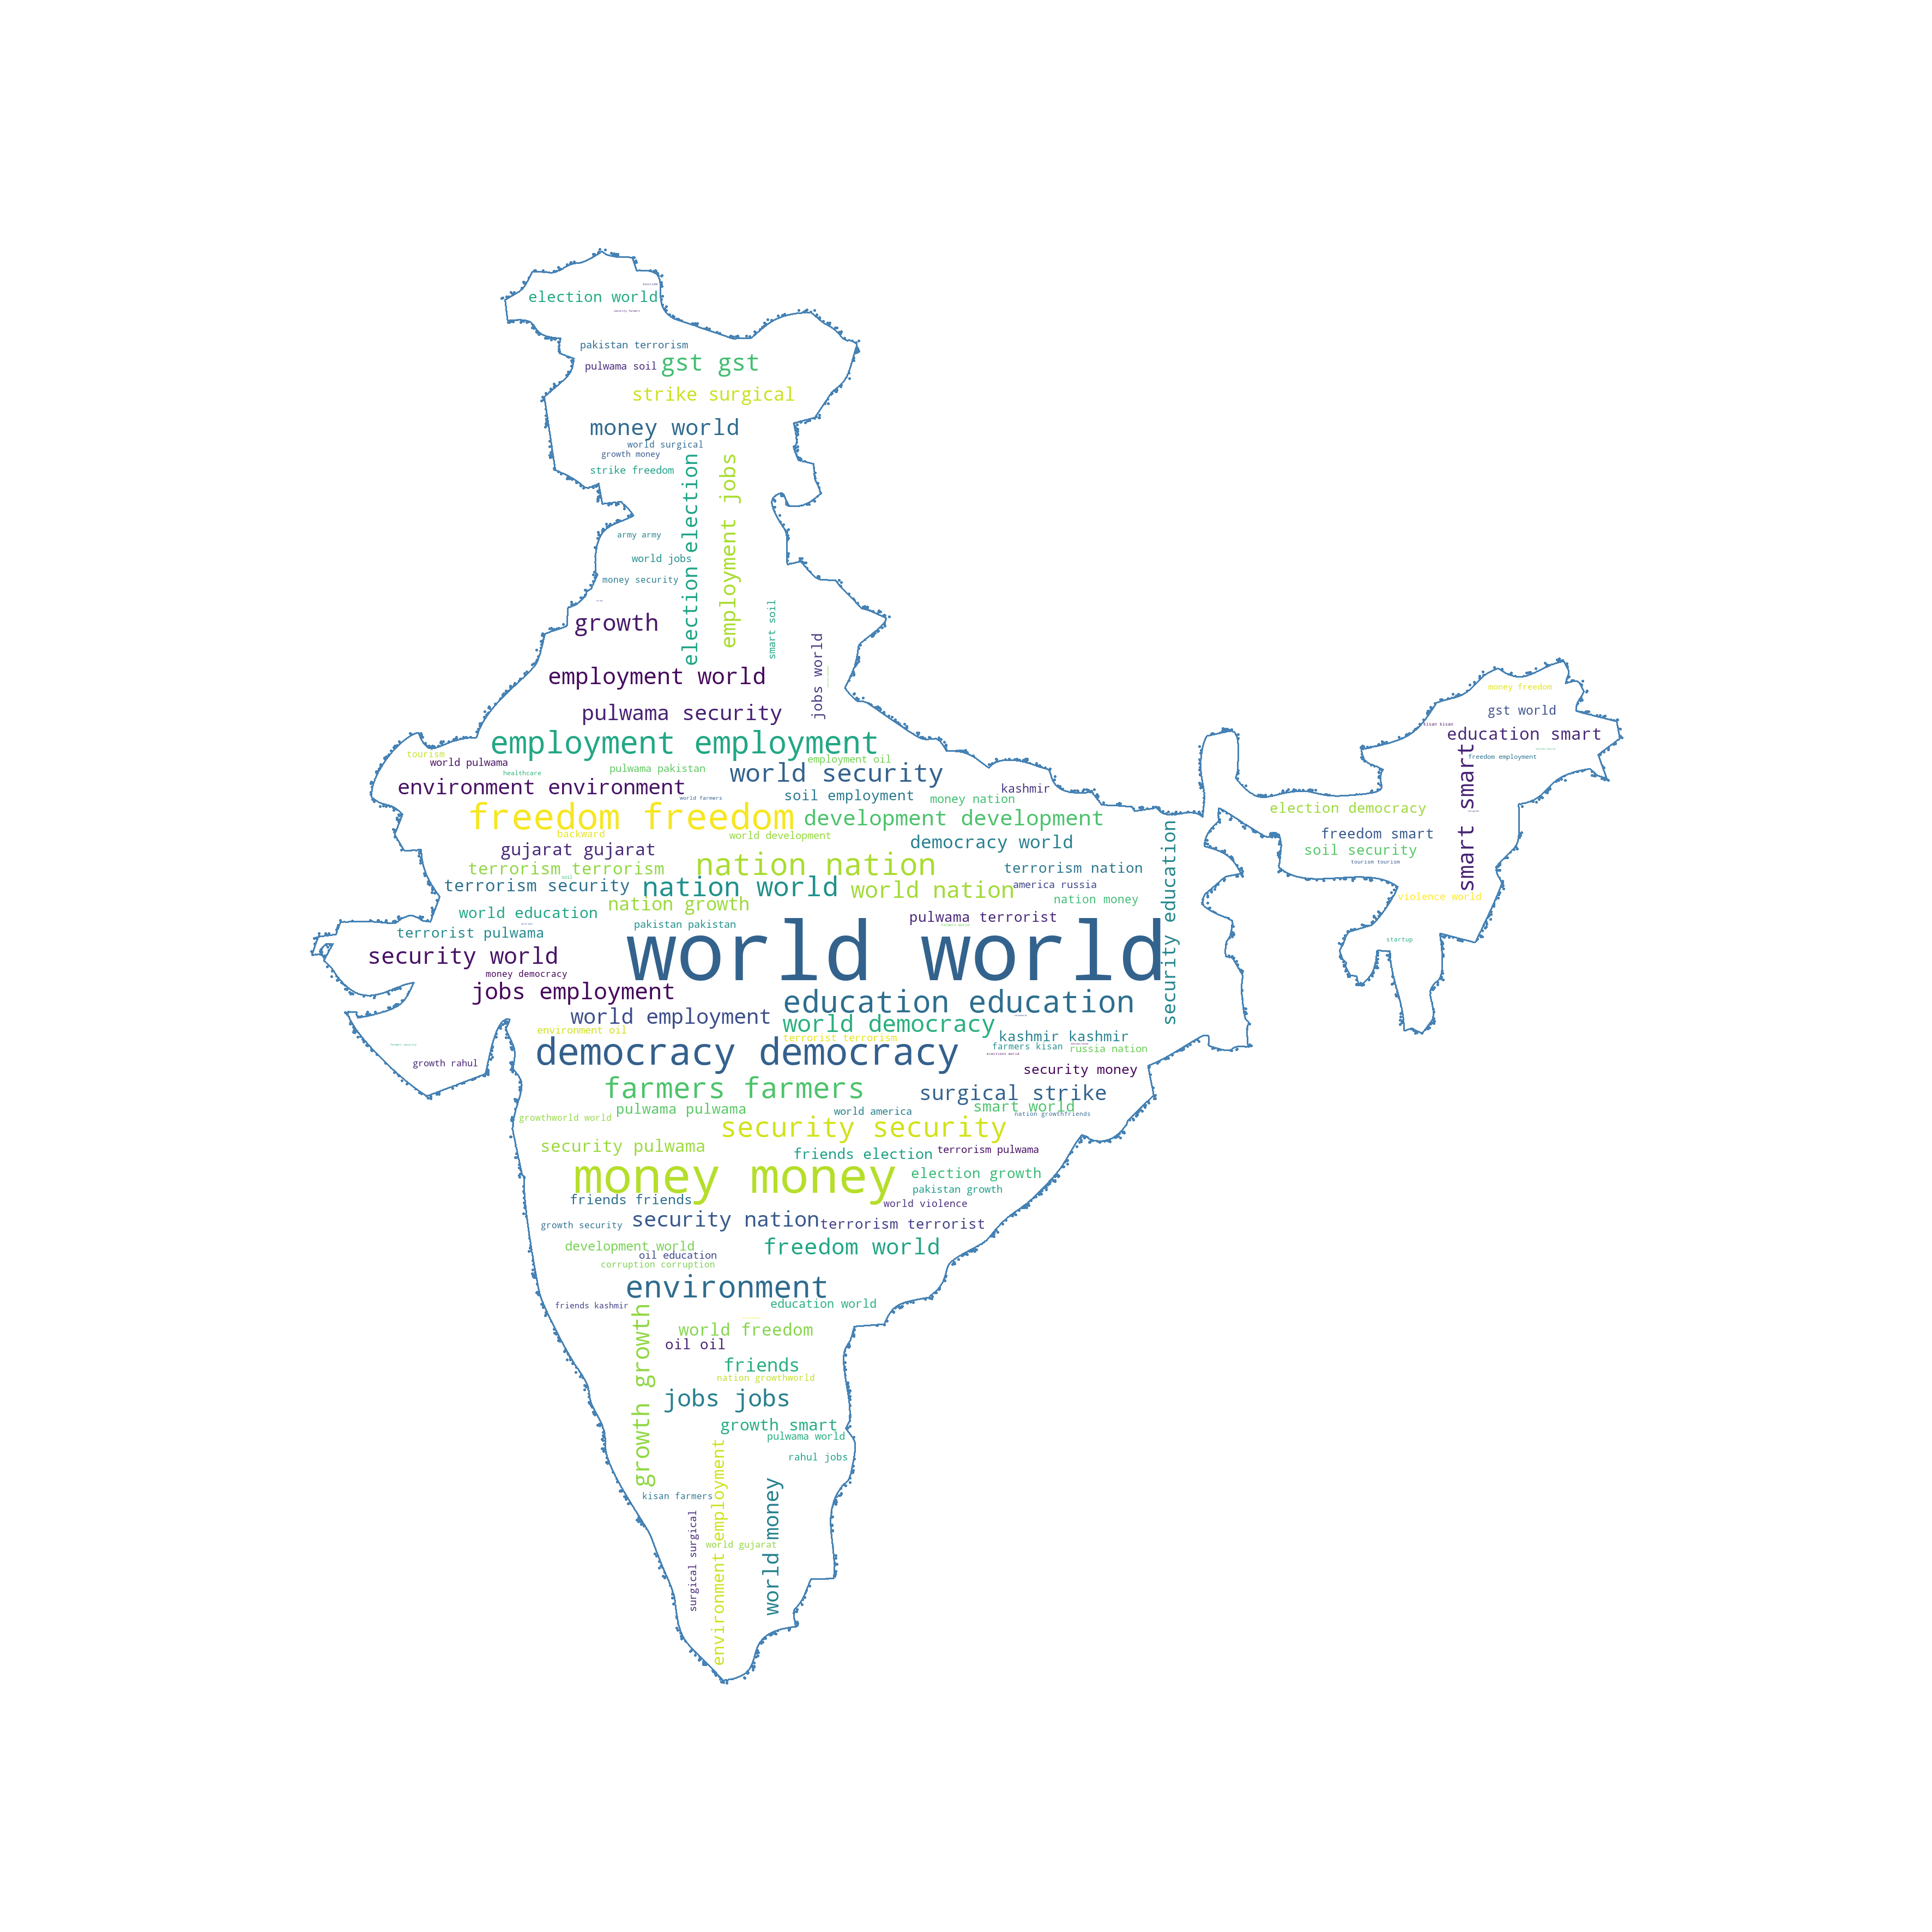 election world
pakistan terrorism
pulwama soil
gst gst
strike surgical
money world
world surgical
growth money
strike freedom
election election
employment jobs
army army
world jobs
money security
growth
smart soil
jobs world
employment world
pulwama security
employment employment
tourism
world pulwama
healthcare
pulwama pakistan
employment oil
world security
environment environment
world farmers
soil employment
money nation
kashmir
freedom freedom
development development
backward
world development
democracy world
gujarat gujarat
terrorism terrorism
nation nation
terrorism nation
soil
terrorism security
nation world
world nation
america russia
nation money
nation growth
world education
pulwama terrorist
terrorist pulwama
pakistan pakistan
world world
security education
security world
money democracy
jobs employment
education education
world employment
world democracy
environment oil
terrorist terrorism
kashmir kashmir
farmers kisan
russia nation
democracy democracy
growth rahul
security money
farmers farmers
surgical strike
pulwama pulwama
world america
smart world
nation growthfriends
growthworld world
security security
security pulwama
friends election
terrorism pulwama
money money
election growth
pakistan growth
friends friends
world violence
growth security
security nation
terrorism terrorist
development world
oil education
freedom world
corruption corruption
environment
friends kashmir
education world
growth growth
world freedom
oil oil
friends
nation growthworld
jobs jobs
growth smart
pulwama world
rahul jobs
kisan farmers
environment employment
world money
surgical surgical
world gujarat
money freedom
gst world
kisan kisan
education smart
freedom employment
smart smart
election democracy
freedom smart
soil security
tourism tourism
violence world
startup